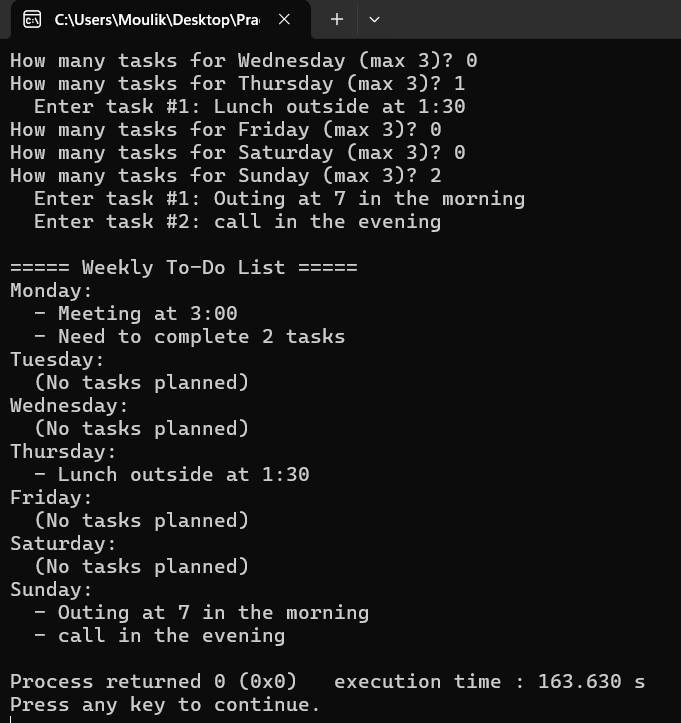 C:\Users\Moulik\Desktop\Pra
How many tasks for Wednesday (max 3)? 0
How many tasks for Thursday (max 3)? 1
  Enter task #1: Lunch outside at 1:30
How many tasks for Friday (max 3)? 0
How many tasks for Saturday (max 3)? 0
How many tasks for Sunday (max 3)? 2
  Enter task #1: Outing at 7 in the morning
  Enter task #2: call in the evening

===== Weekly To-Do List =====
Monday:
  - Meeting at 3:00
  - Need to complete 2 tasks
Tuesday:
  (No tasks planned)
Wednesday:
  (No tasks planned)
Thursday:
  - Lunch outside at 1:30
Friday:
  (No tasks planned)
Saturday:
  (No tasks planned)
Sunday:
  - Outing at 7 in the morning
  - call in the evening

Process returned 0 (0x0)   execution time : 163.630 s
Press any key to continue.